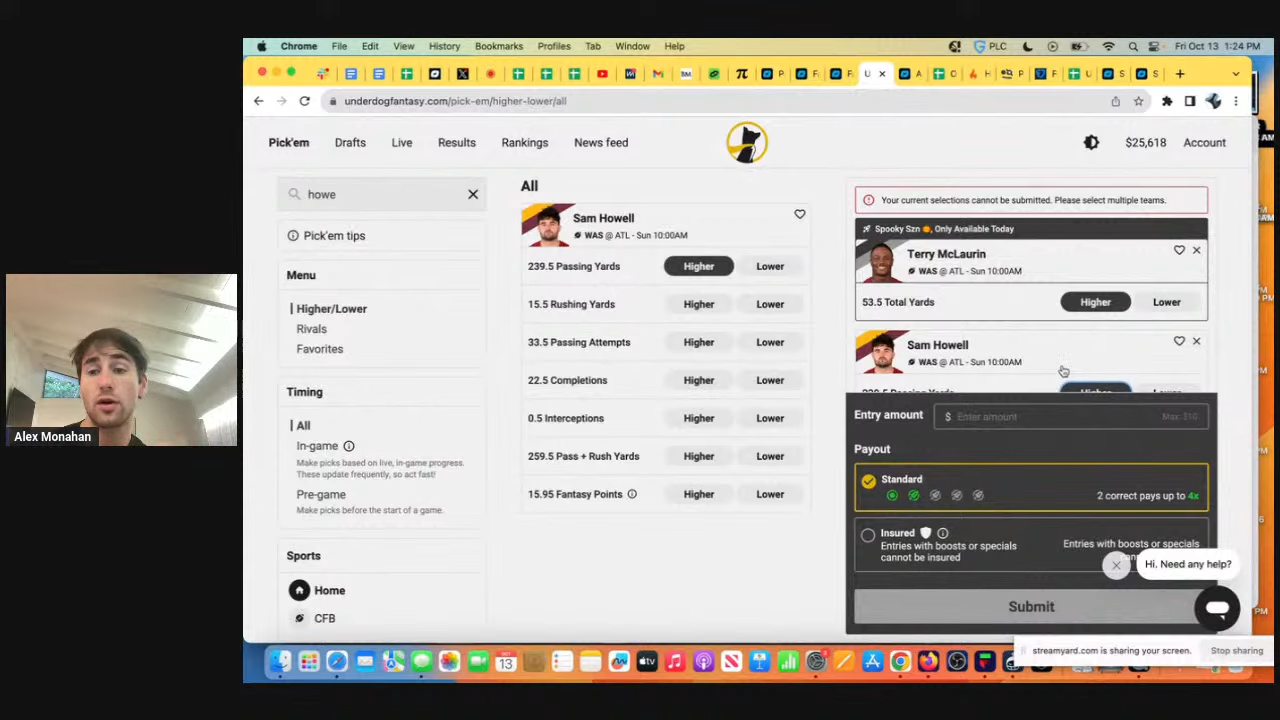 Chrome File Edit View History Bookmarks Profiles Tab Window Help
PLC Fri Oct 13 1:24 PM
underdogfantasy.com/pick-em/higher-lower/all
Pick'em Drafts Live Results Rankings News feed $25,618 Account
howe
Pick'em tips
Menu
Higher/Lower
Rivals
Favorites
Timing
All
In-game
Make picks based on live, in-game progress.
These update frequently, so act fast!
Pre-game
Make picks before the start of a game.
Sports
Home
CFB
All
Sam Howell
WAS @ ATL - Sun 10:00AM
239.5 Passing Yards Higher Lower
15.5 Rushing Yards Higher Lower
33.5 Passing Attempts Higher Lower
22.5 Completions Higher Lower
0.5 Interceptions Higher Lower
259.5 Pass + Rush Yards Higher Lower
15.95 Fantasy Points Higher Lower
Your current selections cannot be submitted. Please select multiple teams.
Spooky Szn , Only Available Today
Terry McLaurin
WAS @ ATL - Sun 10:00AM
53.5 Total Yards Higher Lower
Sam Howell
WAS @ ATL - Sun 10:00AM
239.5 Passing Yards Higher Lower
Entry amount $ Enter amount Max: $10
Payout
Standard
2 correct pays up to 4x
Insured
Entries with boosts or specials
cannot be insured
Entries with boosts or specials
Hi. Need any help?
Submit
streamyard.com is sharing your screen. Stop sharing
Alex Monahan